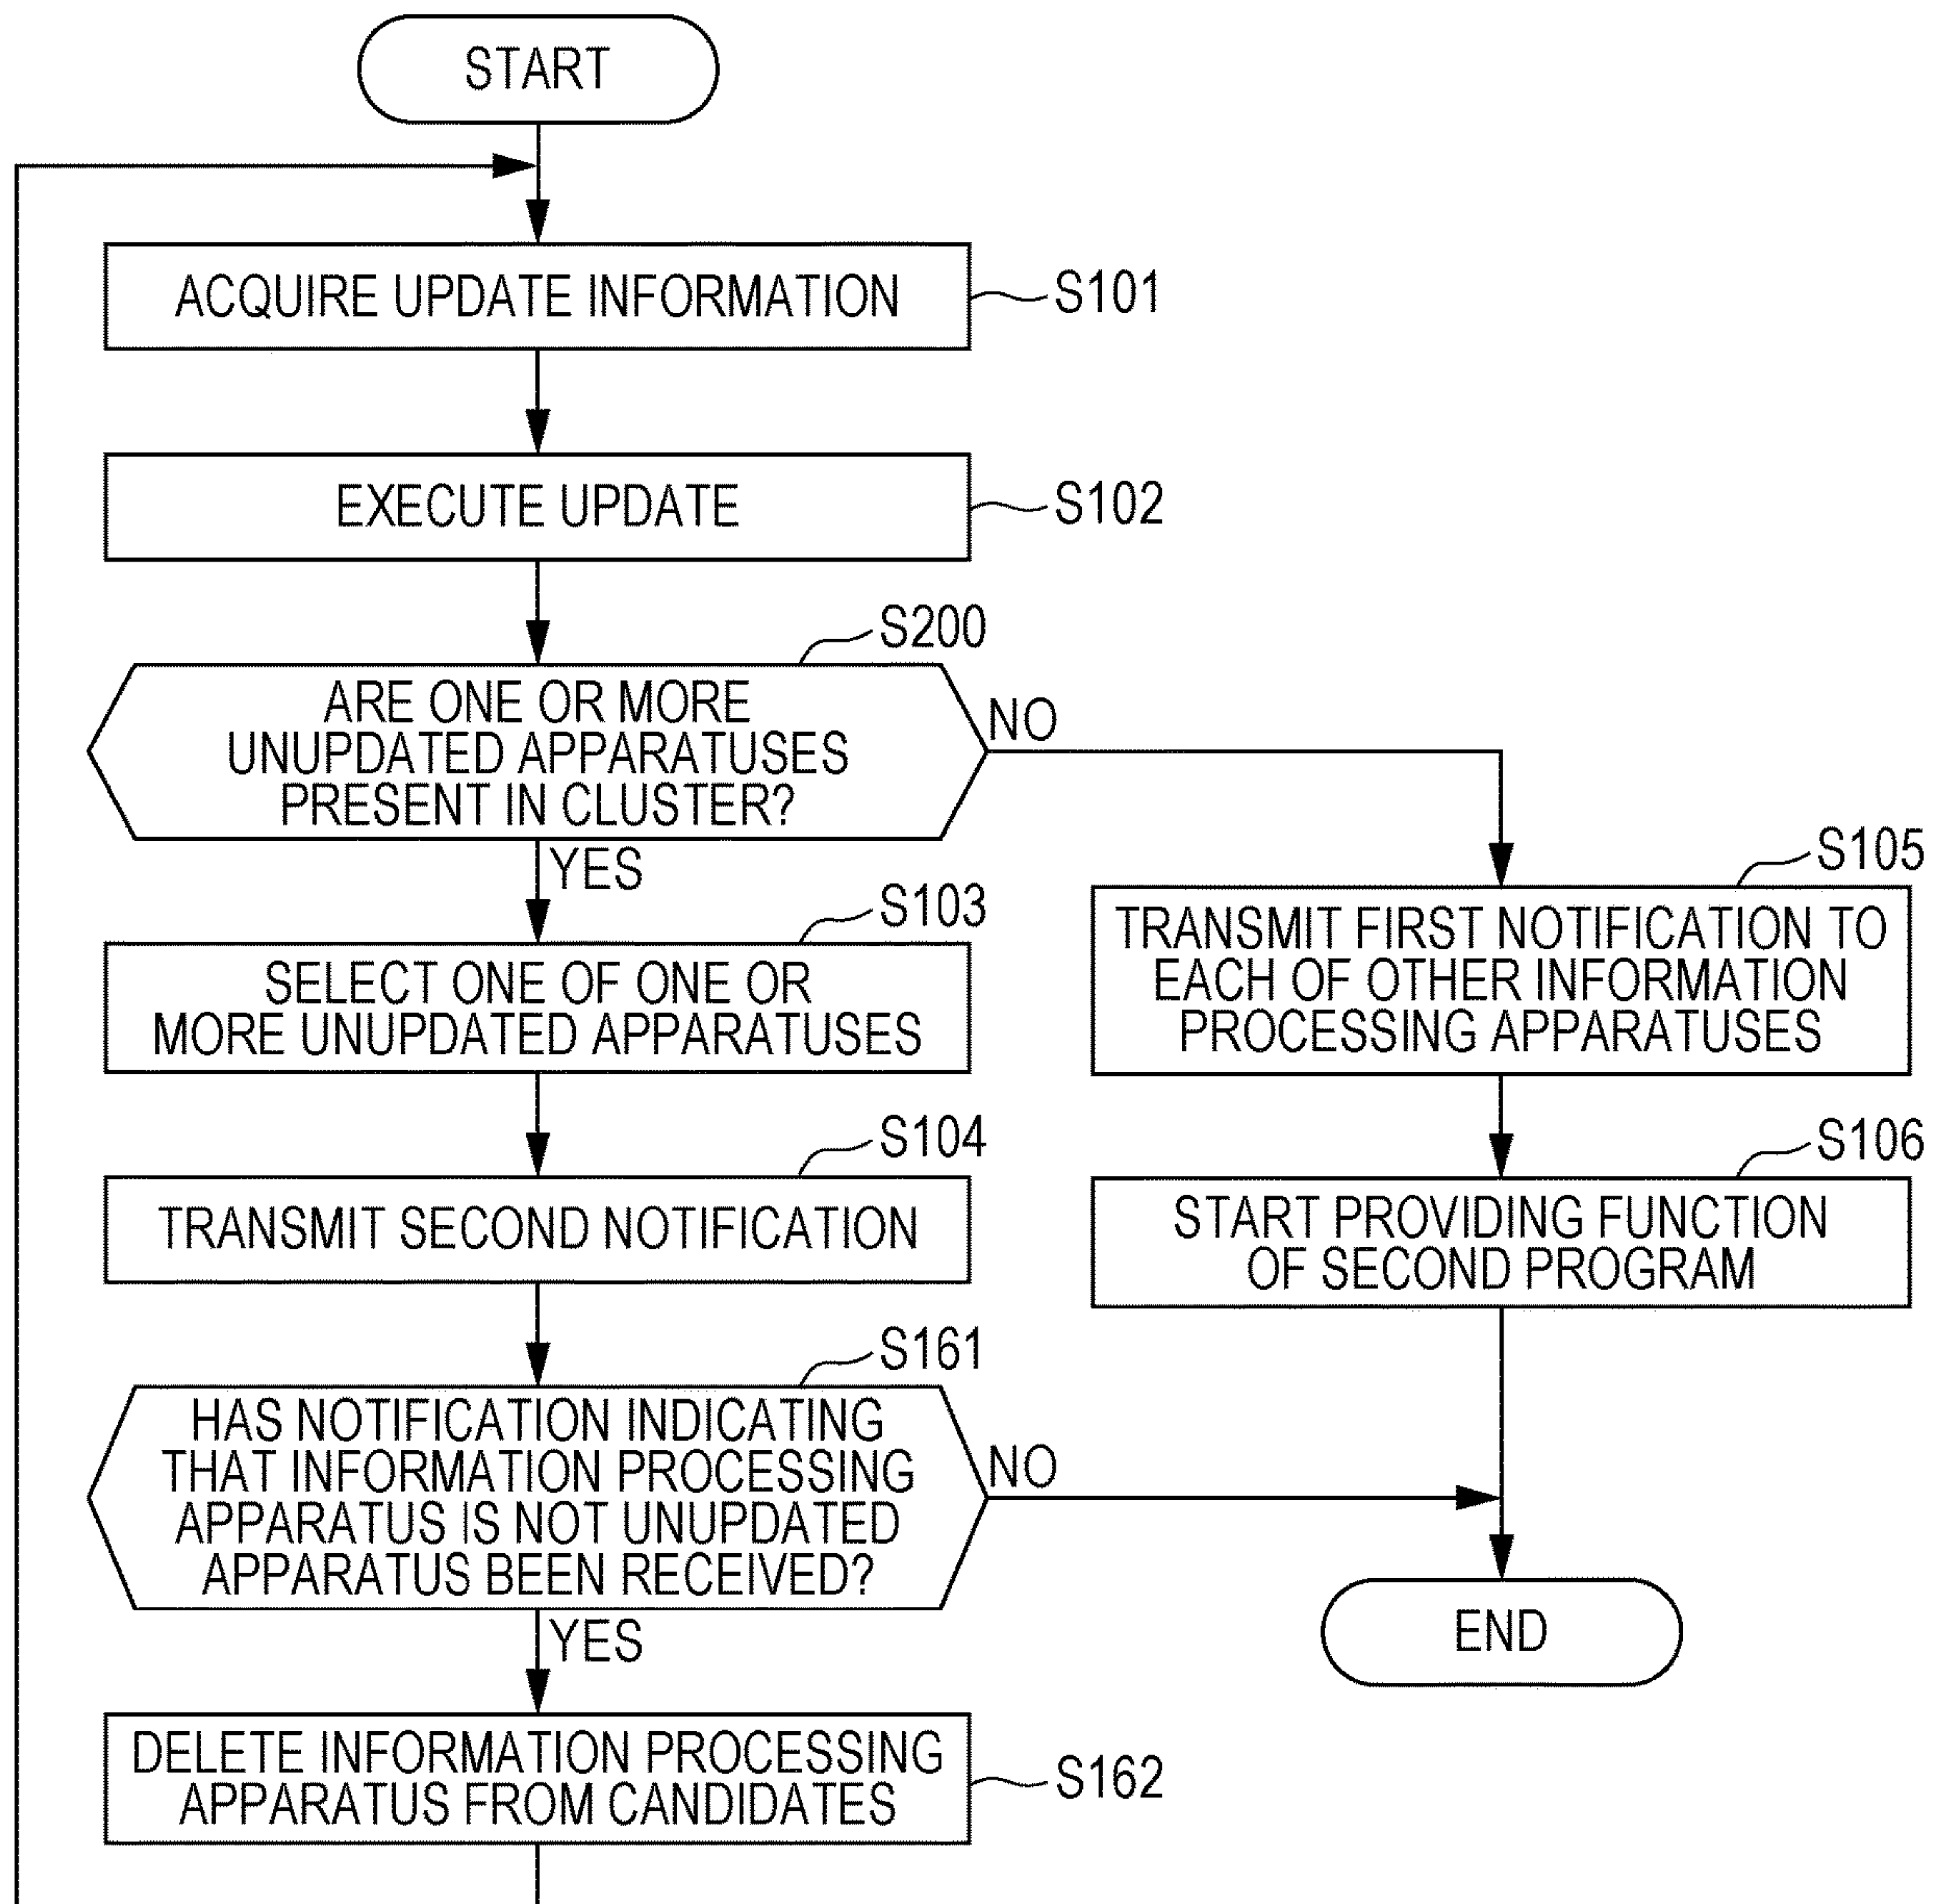 START
ACQUIRE UPDATE INFORMATION
S101
EXECUTE UPDATE
S102
S200
ARE ONE OR MORE
UNUPDATED APPARATUSES
PRESENT IN CLUSTER?
NO
YES
S103
SELECT ONE OF ONE OR
MORE UNUPDATED APPARATUSES
S104
TRANSMIT SECOND NOTIFICATION
S161
HAS NOTIFICATION INDICATING
THAT INFORMATION PROCESSING
APPARATUS IS NOT UNUPDATED
APPARATUS BEEN RECEIVED?
NO
YES
DELETE INFORMATION PROCESSING
APPARATUS FROM CANDIDATES
S162
S105
TRANSMIT FIRST NOTIFICATION TO
EACH OF OTHER INFORMATION
PROCESSING APPARATUSES
S106
START PROVIDING FUNCTION
OF SECOND PROGRAM
END